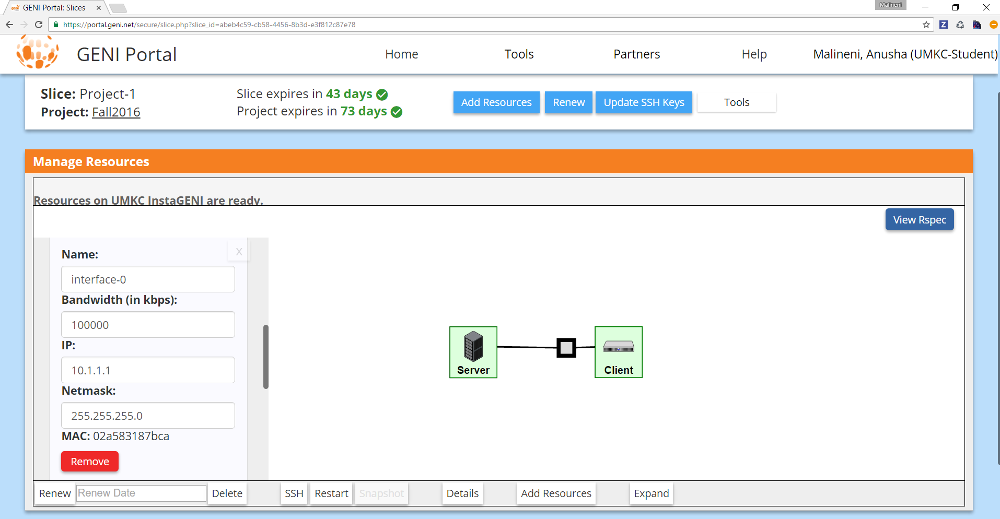 GENI Portal: Slices
Malineni
https://portal.geni.net/secure/slice.php?slice_id=abeb4c59-cb58-4456-8b3d-e3f812c87e78
Z
geni
GENI Portal
Home
Tools
Partners
Help
Malineni, Anusha (UMKC-Student)
Slice: Project-1
Slice expires in 43 days
Project: Fall2016
Project expires in 73 days
Add Resources
Renew
Update SSH Keys
Tools
Manage Resources
Resources on UMKC InstaGENI are ready.
View Rspec
X
Name:
interface-0
Bandwidth (in kbps):
100000
IP:
10.1.1.1
Netmask:
255.255.255.0
MAC: 02a583187bca
Remove
Server
Client
Renew
Renew Date
Delete
SSH
Restart
Snapshot
Details
Add Resources
Expand